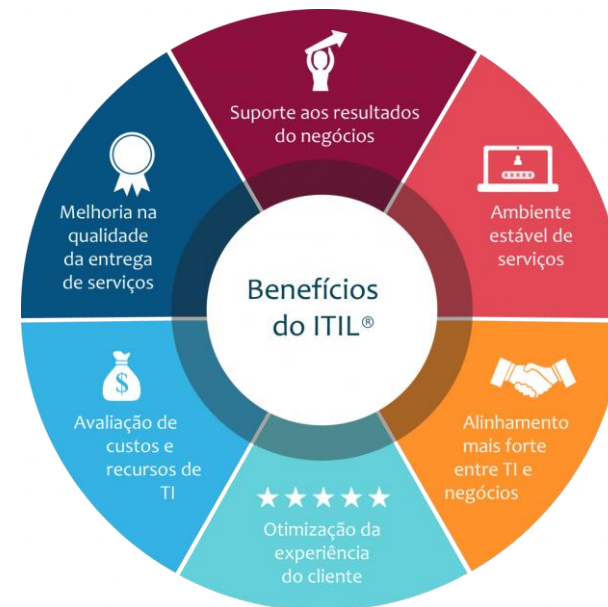 Suporte aos resultados
do negócios
Ambiente
estável de
serviços
Alinhamento
mais forte
entre TI e
negócios
★★★★★
Otimização da
experiência
do cliente
$
Avaliação de
custos e
recursos de
TI
Melhoria na
qualidade
da entrega
de serviços
Benefícios
do ITIL®